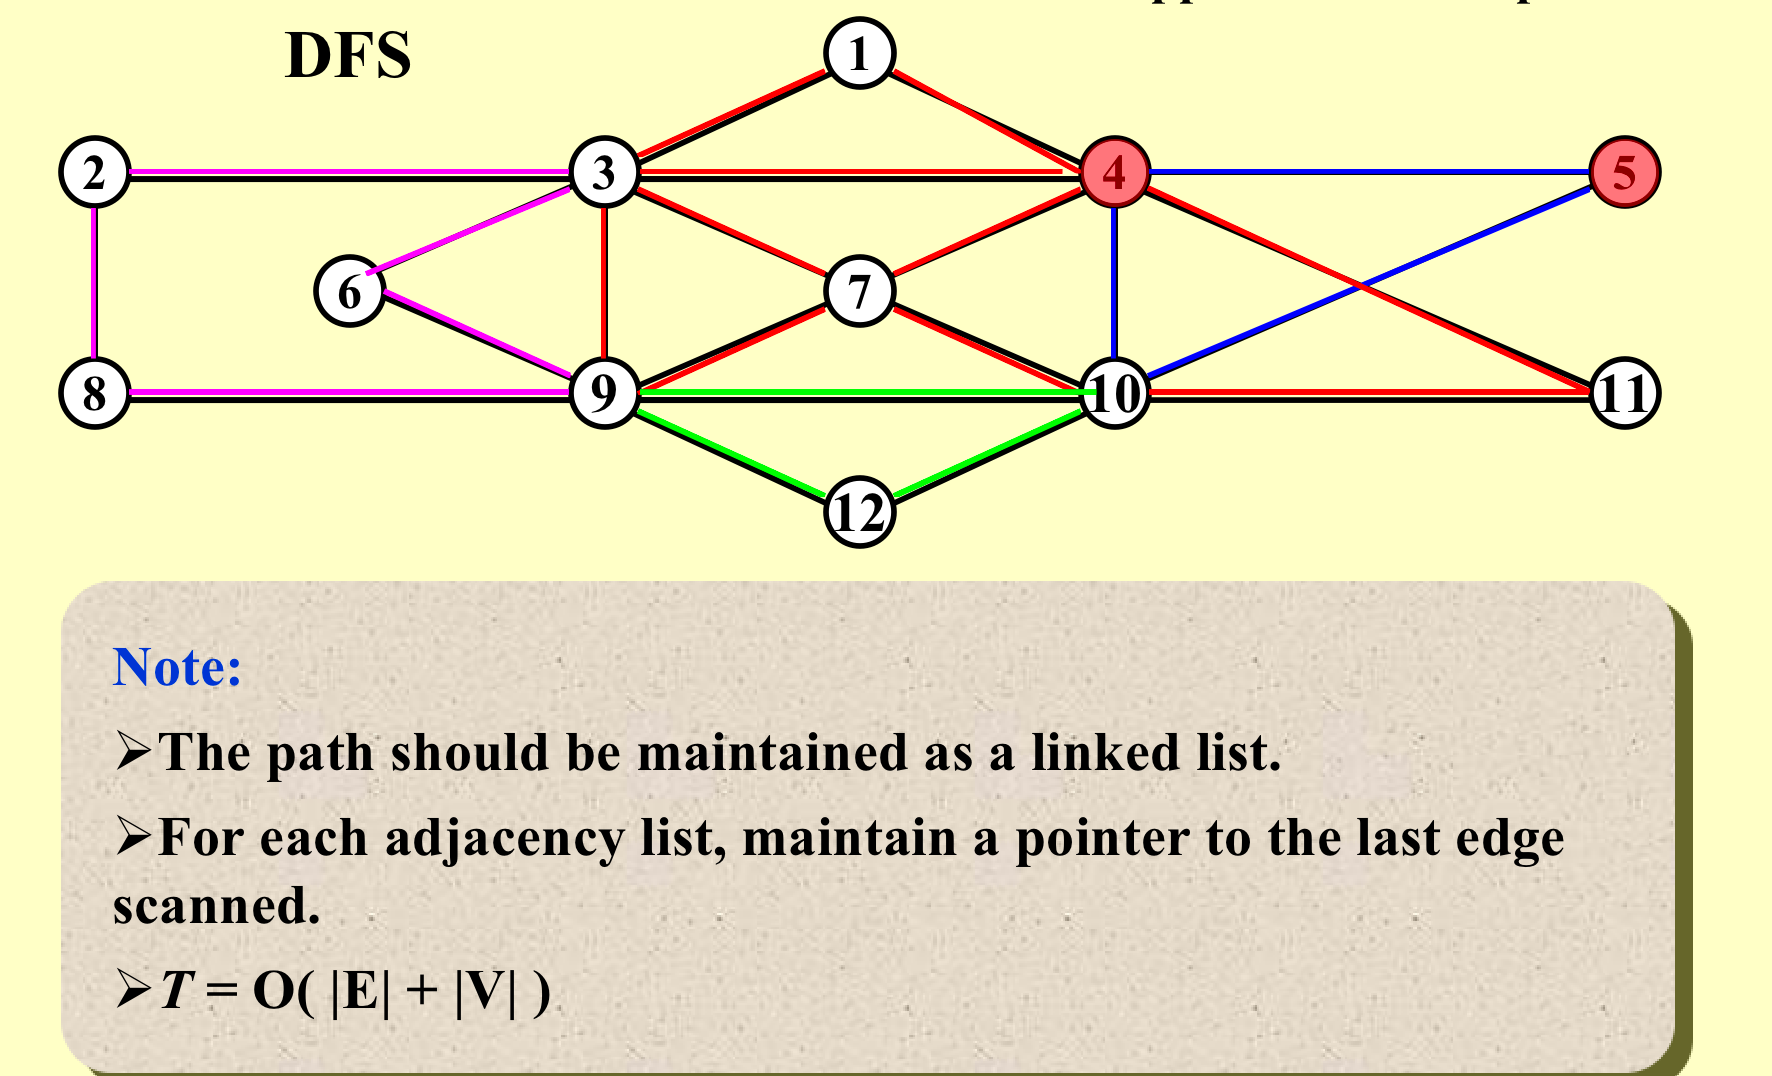 DFS
1
2
3
4
5
6
7
8
9
10
11
12
Note:
➢The path should be maintained as a linked list.
➢For each adjacency list, maintain a pointer to the last edge
scanned.
➢T = O( |E| + |V| )